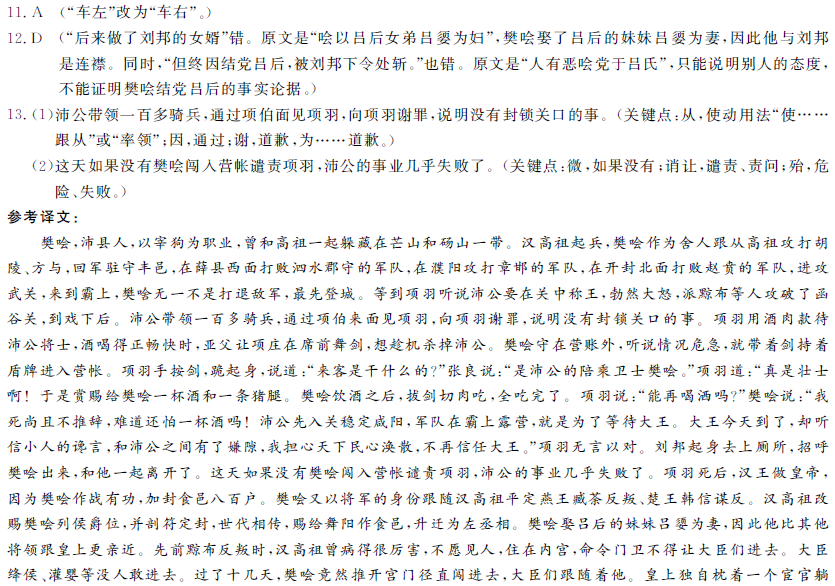 11. A （“车左”改为“车右”。）
12. D （“后来做了刘邦的女婿”错。原文是“哙以吕后女弟吕媭为妇”,樊哙娶了吕后的妹妹吕媭为妻,因此他与刘邦
是连襟。同时,“但终因结党吕后,被刘邦下令处斩。”也错。原文是“人有恶哙党于吕氏”,只能说明别人的态度,
不能证明樊哙结党吕后的事实论据。）
13. (1)沛公带领一百多骑兵,通过项伯面见项羽,向项羽谢罪,说明没有封锁关口的事。（关键点:从,使动用法“使……
跟从”或“率领”;因,通过;谢,道歉,为……道歉。）
(2)这天如果没有樊哙闯入营帐谴责项羽,沛公的事业几乎失败了。（关键点:微,如果没有;诮让,谴责、责问;殆,危
险、失败。）
参考译文:
樊哙,沛县人,以宰狗为职业,曾和高祖一起躲藏在芒山和砀山一带。汉高祖起兵,樊哙作为舍人跟从高祖攻打胡
陵、方与,回军驻守丰邑,在薛县西面打败泗水郡守的军队,在濮阳攻打章邯的军队,在开封北面打败赵贲的军队,进攻
武关,来到霸上,樊哙无一不是打退敌军,最先登城。等到项羽听说沛公要在关中称王,勃然大怒,派黥布等人攻破了函
谷关,到戏下后。沛公带领一百多骑兵,通过项伯来面见项羽,向项羽谢罪,说明没有封锁关口的事。项羽用酒肉款待
沛公将士,酒喝得正畅快时,亚父让项庄在席前舞剑,想趁机杀掉沛公。樊哙守在营账外,听说情况危急,就带着剑持着
盾牌进入营帐。项羽手按剑,跪起身,说道:“来客是干什么的?”张良说:“是沛公的陪乘卫士樊哙。”项羽道:“真是壮士
啊! 于是赏赐给樊哙一杯酒和一条猪腿。樊哙饮酒之后,拔剑切肉吃,全吃完了。项羽说:“能再喝酒吗?”樊哙说:“我
死尚且不推辞,难道还怕一杯酒吗! 沛公先入关稳定咸阳,军队在霸上露营,就是为了等待大王。大王今天到了,却听
信小人的谗言,和沛公之间有了嫌隙,我担心天下民心涣散,不再信任大王。”项羽无言以对。刘邦起身去上厕所,招呼
樊哙出来,和他一起离开了。这天如果没有樊哙闯入营帐谴责项羽,沛公的事业几乎失败了。项羽死后,汉王做皇帝,
因为樊哙作战有功,加封食邑八百户。樊哙又以将军的身份跟随汉高祖平定燕王臧荼反叛、楚王韩信谋反。汉高祖改
赐樊哙列侯爵位,并剖符定封,世代相传,赐给舞阳作食邑,升迁为左丞相。樊哙娶吕后的妹妹吕媭为妻,因此他比其他
将领跟皇上更亲近。先前黥布反叛时,汉高祖曾病得很厉害,不愿见人,住在内宫,命令门卫不得让大臣们进去。大臣
绛侯、灌婴等没人敢进去。过了十几天,樊哙竟然推开宫门径直闯进去,大臣们跟随着他。皇上独自枕着一个宦官躺